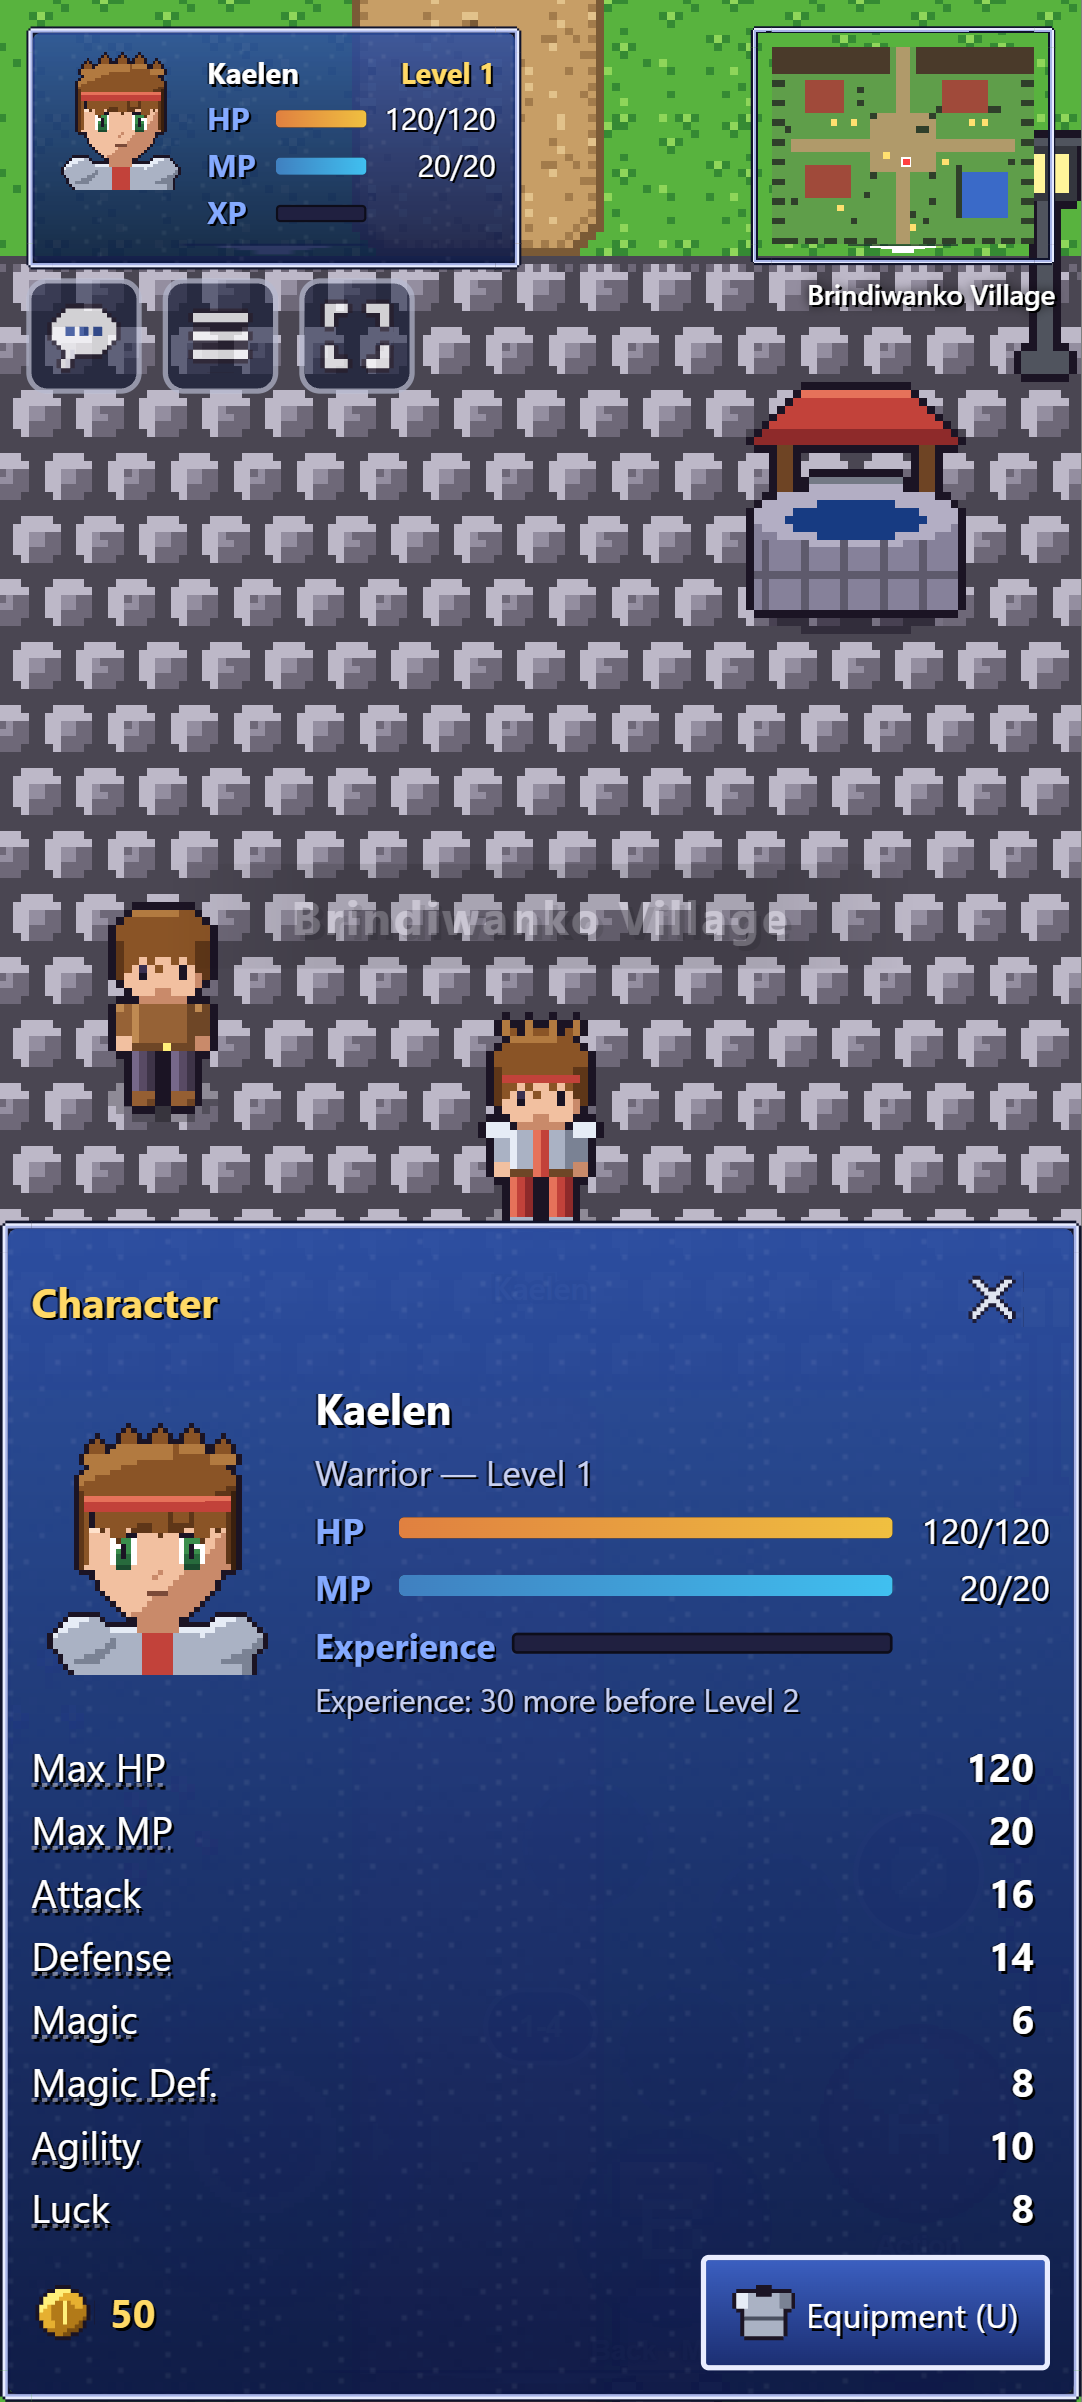 Kaelen Level 1
HP 120/120
MP 20/20
XP
Brindiwanko Village
Brindiwanko Village
Character
Kaelen
Kaelen
Warrior — Level 1
HP 120/120
MP 20/20
Experience
Experience: 30 more before Level 2
Max HP 120
Max MP 20
Attack 16
Defense 14
Magic 6
Magic Def. 8
Agility 10
Luck 8
50 Equipment (U)